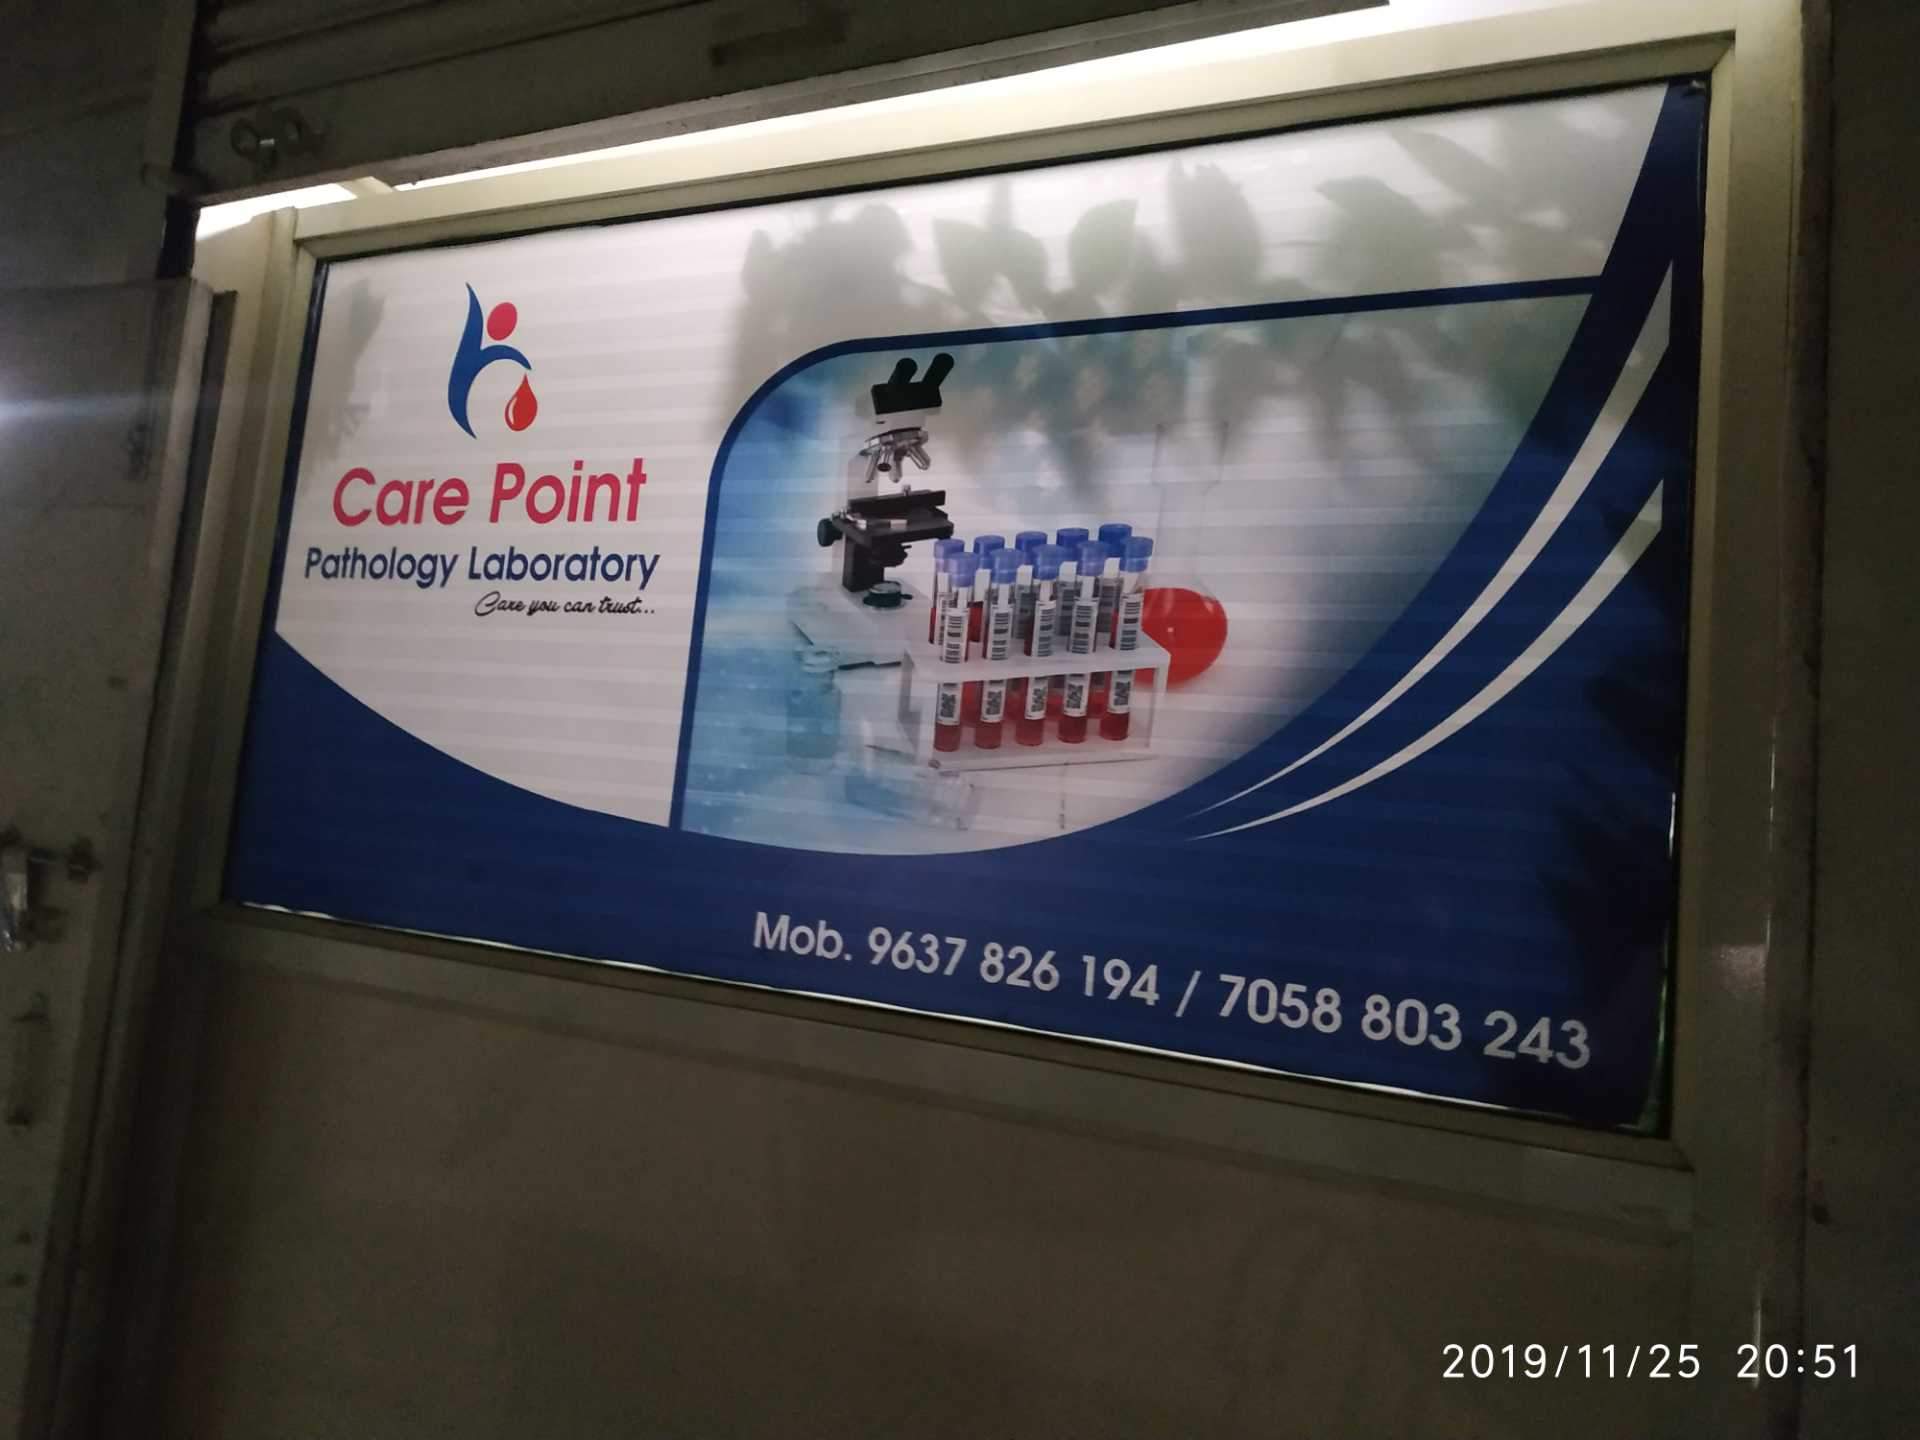 Care Point
Pathology Laboratory
Care you can trust...
Mob. 9637 826 194 / 7058 803 243
2019/11/25 20:51